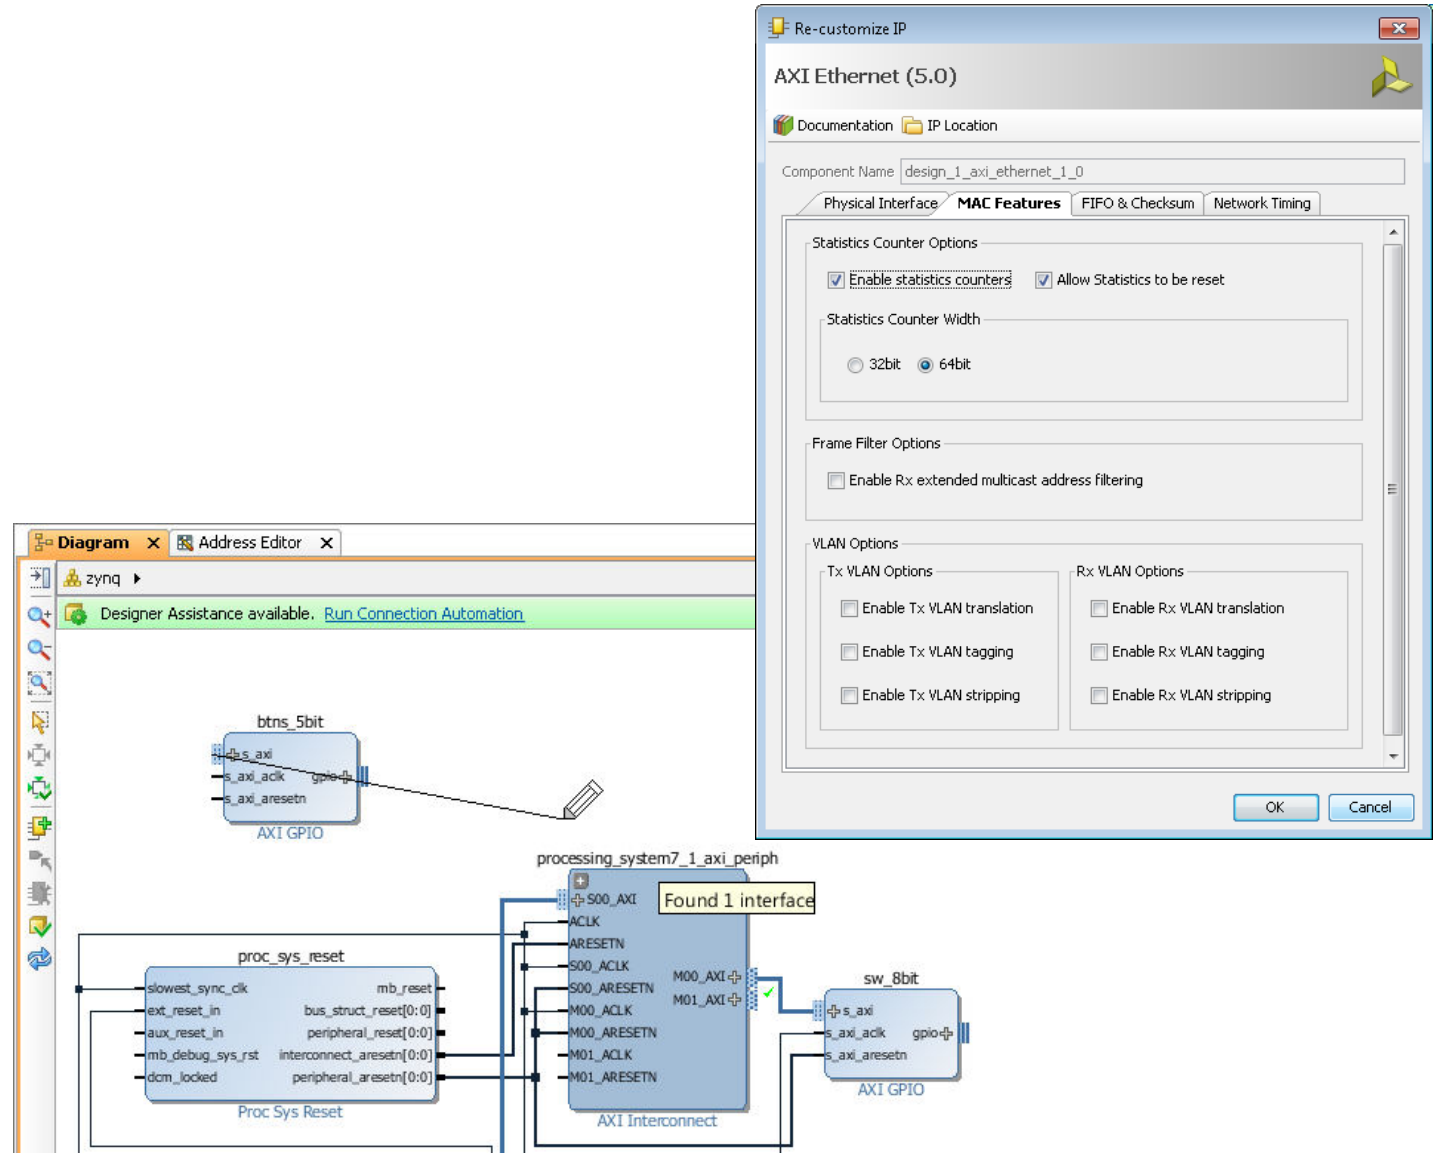 Re-customize IP
AXI Ethernet (5.0)
Documentation IP Location
Component Name design_1_axi_ethernet_1_0
Physical Interface MAC Features FIFO & Checksum Network Timing
Statistics Counter Options
Enable statistics counters Allow Statistics to be reset
Statistics Counter Width
32bit 64bit
Frame Filter Options
Enable Rx extended multicast address filtering
VLAN Options
Tx VLAN Options Rx VLAN Options
Enable Tx VLAN translation Enable Rx VLAN translation
Enable Tx VLAN tagging Enable Rx VLAN tagging
Enable Tx VLAN stripping Enable Rx VLAN stripping
OK Cancel
Diagram Address Editor
zynq
Designer Assistance available. Run Connection Automation
btns_5bit
s_axi
s_axi_aclk gpio
s_axi_aresetn
AXI GPIO
processing_system7_1_axi_periph
S00_AXI
Found 1 interface
ACLK
ARESETN
S00_ACLK
S00_ARESETN
M00_ACLK
M00_ARESETN
M01_ACLK
M01_ARESETN
M00_AXI
M01_AXI
AXI Interconnect
proc_sys_reset
slowest_sync_clk mb_reset
ext_reset_in bus_struct_reset[0:0]
aux_reset_in peripheral_reset[0:0]
mb_debug_sys_rst interconnect_aresetn[0:0]
dcm_locked peripheral_aresetn[0:0]
Proc Sys Reset
sw_8bit
s_axi
s_axi_aclk gpio
s_axi_aresetn
AXI GPIO